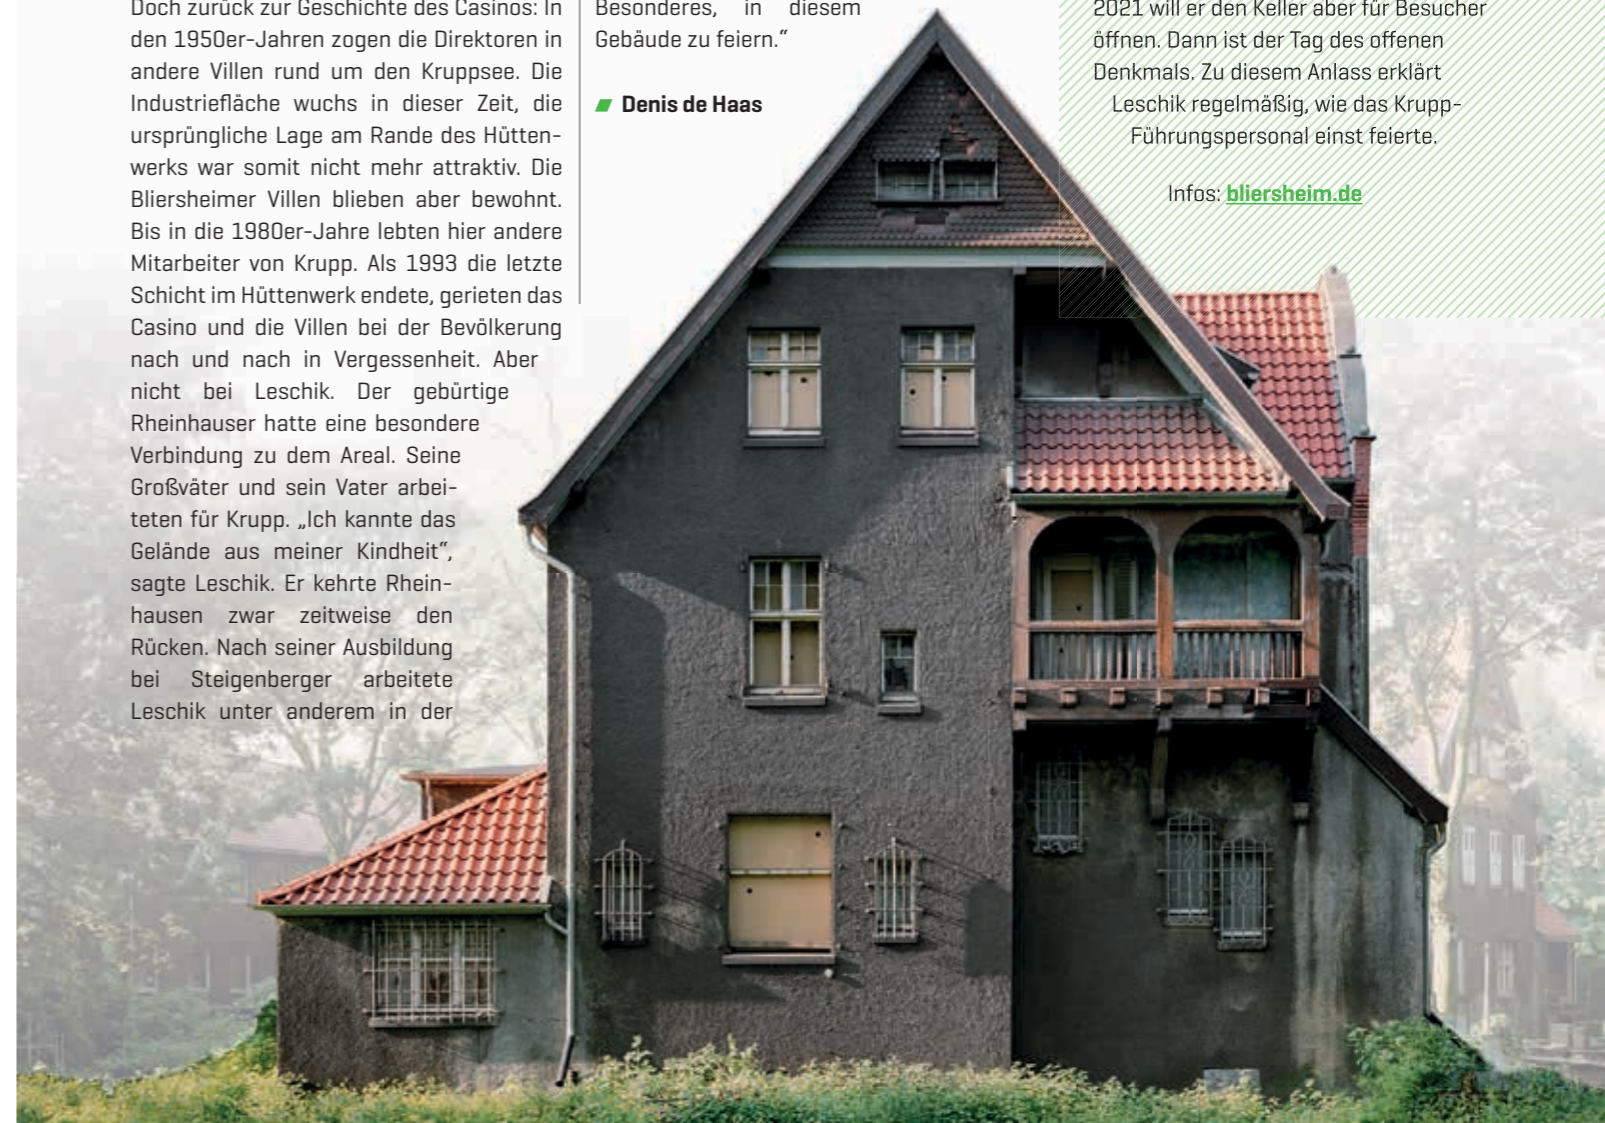 Doch zurück zur Geschichte des Casinos: In
den 1950er-Jahren zogen die Direktoren in
andere Villen rund um den Kruppsee. Die
Industriefläche wuchs in dieser Zeit, die
ursprüngliche Lage am Rande des Hütten-
werks war somit nicht mehr attraktiv. Die
Bliersheimer Villen blieben aber bewohnt.
Bis in die 1980er-Jahre lebten hier andere
Mitarbeiter von Krupp. Als 1993 die letzte
Schicht im Hüttenwerk endete, gerieten das
Casino und die Villen bei der Bevölkerung
nach und nach in Vergessenheit. Aber
nicht bei Leschik. Der gebürtige
Rheinhauser hatte eine besondere
Verbindung zu dem Areal. Seine
Großväter und sein Vater arbei-
teten für Krupp. „Ich kannte das
Gelände aus meiner Kindheit“,
sagte Leschik. Er kehrte Rhein-
hausen zwar zeitweise den
Rücken. Nach seiner Ausbildung
bei Steigenberger arbeitete
Leschik unter anderem in der
Besonderes, in diesem
Gebäude zu feiern.“
Denis de Haas
2021 will er den Keller aber für Besucher
öffnen. Dann ist der Tag des offenen
Denkmals. Zu diesem Anlass erklärt
Leschik regelmäßig, wie das Krupp-
Führungspersonal einst feierte.
Infos: bliersheim.de